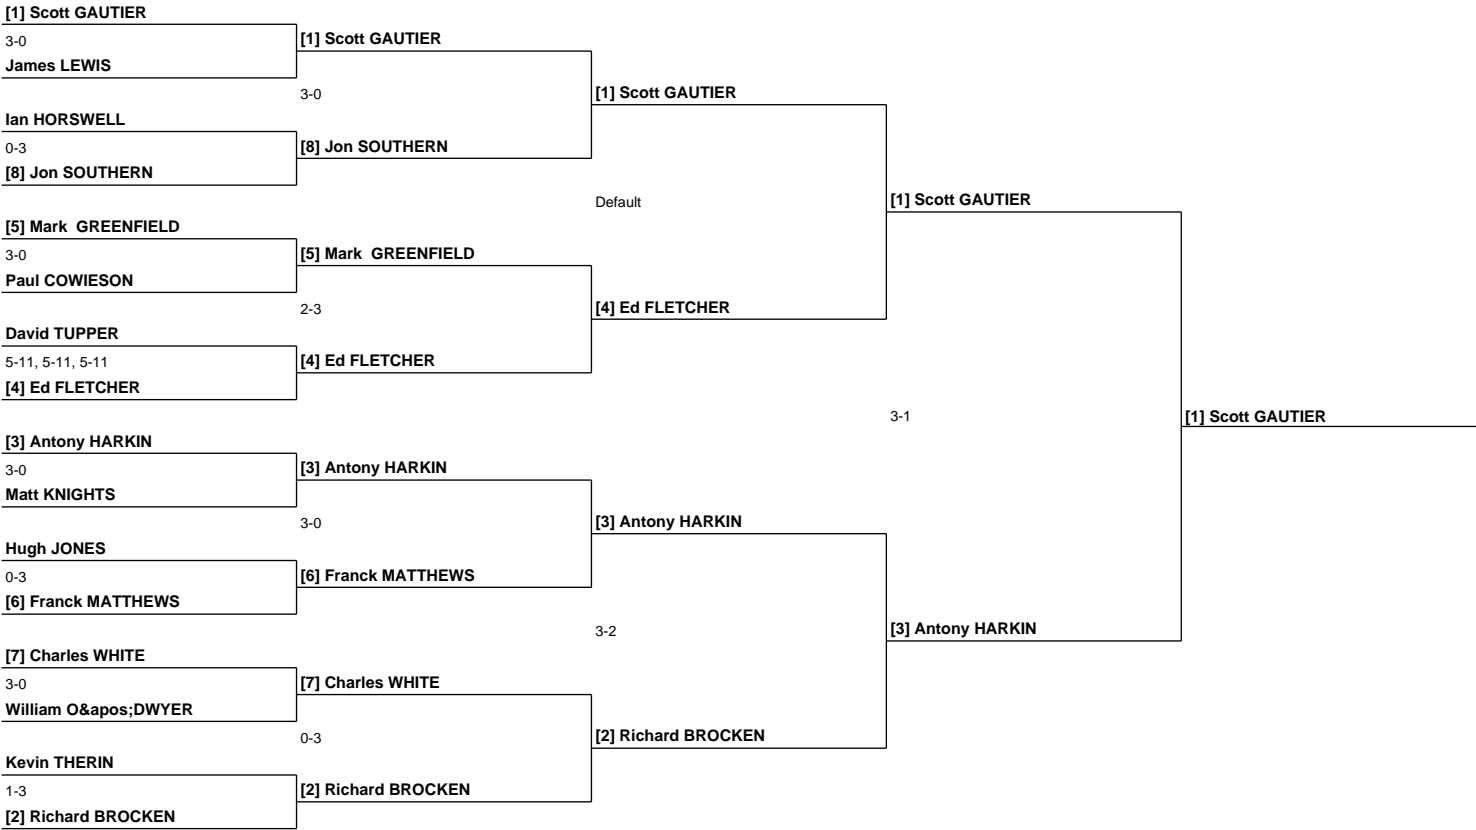 [1] Scott GAUTIER
3-0
James LEWIS
Ian HORSWELL
0-3
[8] Jon SOUTHERN
[5] Mark  GREENFIELD
3-0
Paul COWIESON
David TUPPER
5-11, 5-11, 5-11
[4] Ed FLETCHER
[3] Antony HARKIN
3-0
Matt KNIGHTS
Hugh JONES
0-3
[6] Franck MATTHEWS
[7] Charles WHITE
3-0
William O&apos;DWYER
Kevin THERIN
1-3
[2] Richard BROCKEN
[1] Scott GAUTIER
3-0
[8] Jon SOUTHERN
[5] Mark  GREENFIELD
2-3
[4] Ed FLETCHER
[3] Antony HARKIN
3-0
[6] Franck MATTHEWS
[7] Charles WHITE
0-3
[2] Richard BROCKEN
[1] Scott GAUTIER
Default
[4] Ed FLETCHER
[3] Antony HARKIN
3-2
[2] Richard BROCKEN
[1] Scott GAUTIER
3-1
[3] Antony HARKIN
[1] Scott GAUTIER